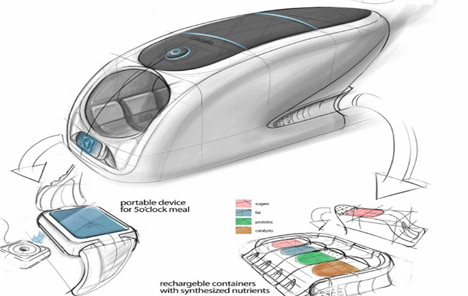 portable device
for 5o'clock meal
sugars
fat
proteins
catalysts
rechargeble containers
with synthesized nutrients